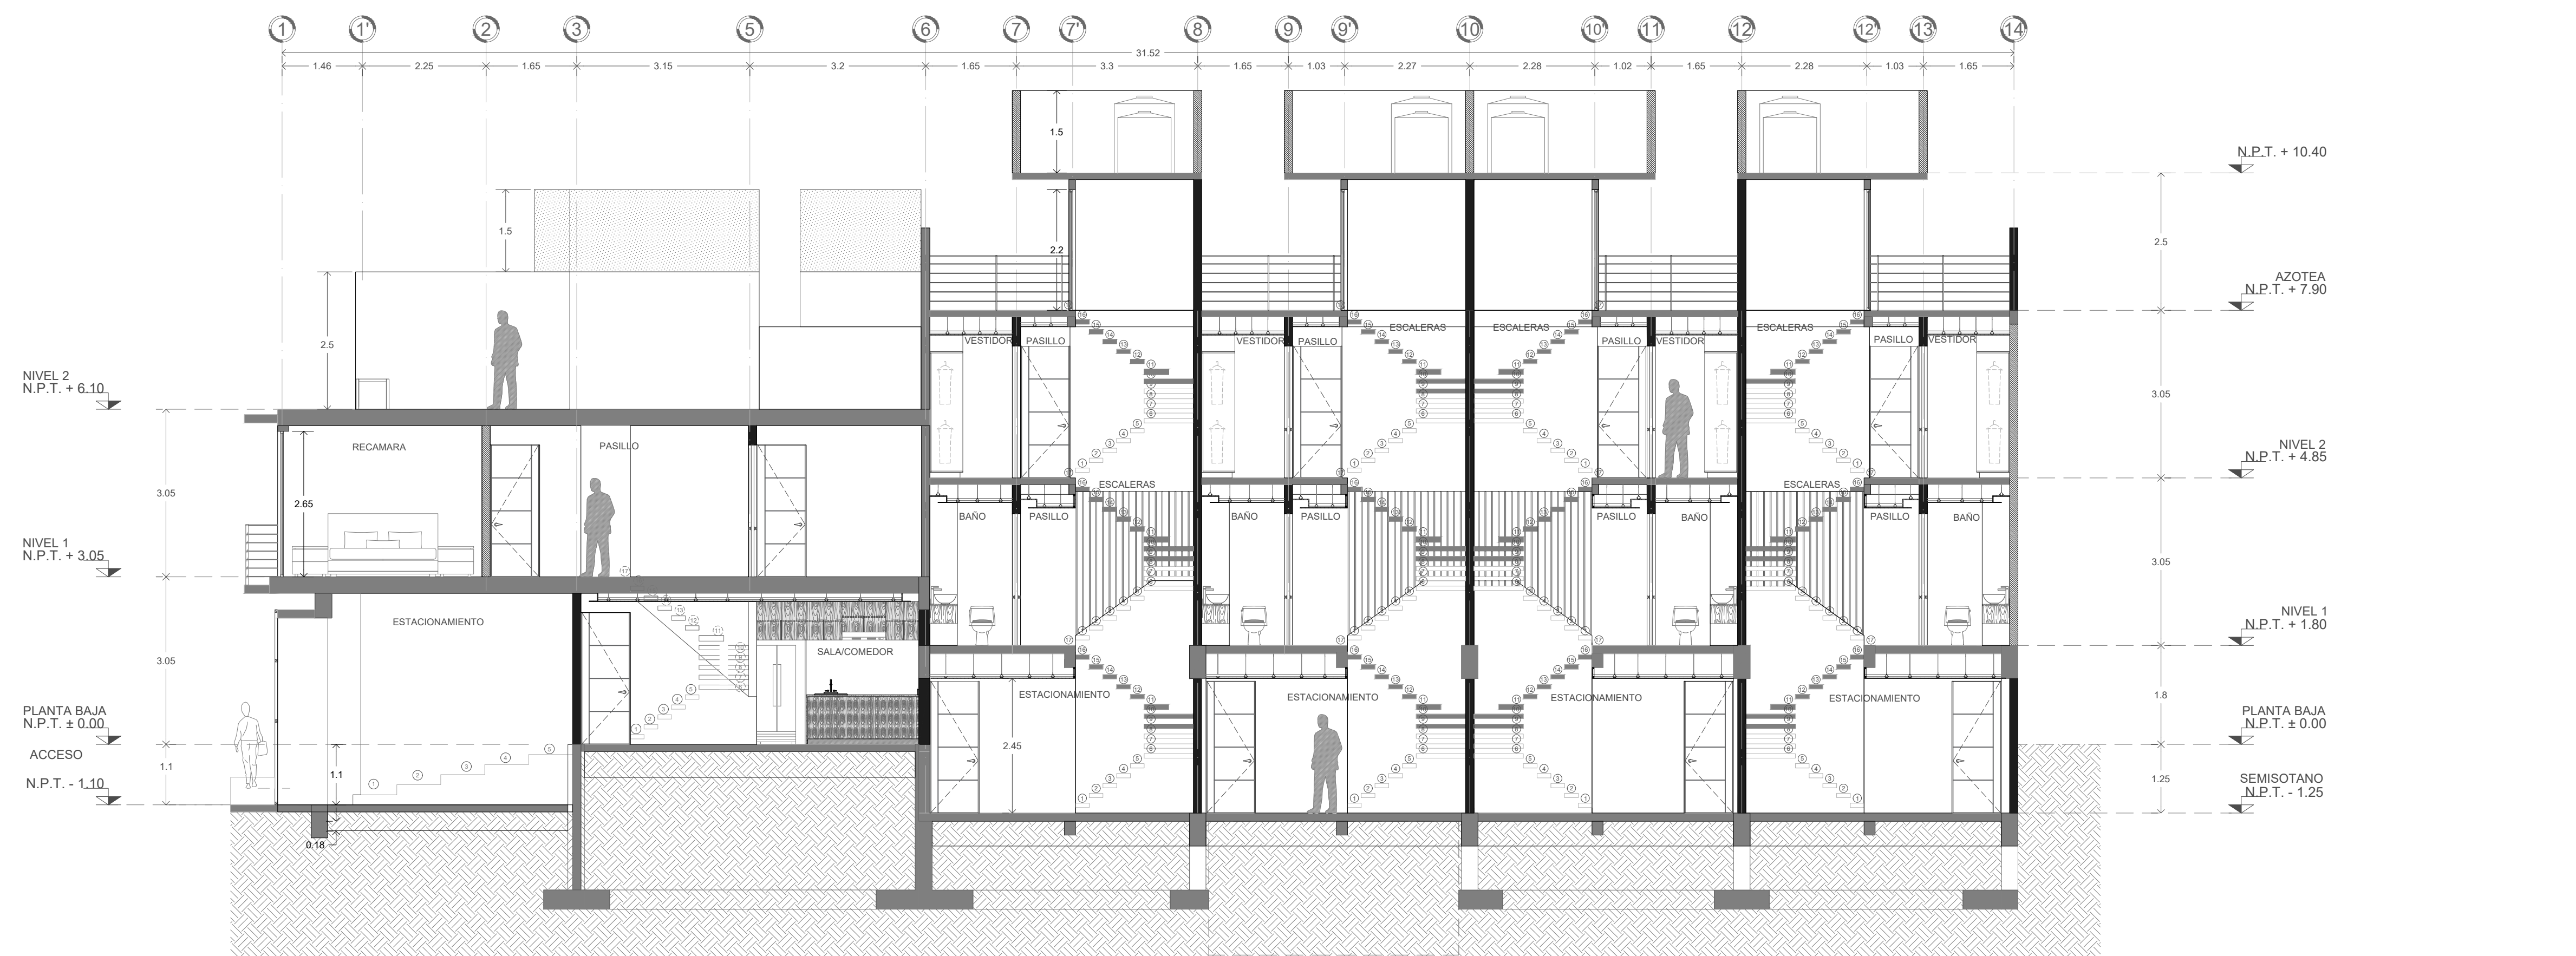 1 1' 2 3 5 6 7 7' 8 9 9' 10 10' 11 12 12' 13 14
31.52
1.46 2.25 1.65 3.15 3.2 1.65 3.3 1.65 1.03 2.27 2.28 1.02 1.65 2.28 1.03 1.65
1.5
N.P.T. + 10.40
1.5
2.2
2.5
AZOTEA
N.P.T. + 7.90
2.5
ESCALERAS ESCALERAS ESCALERAS
VESTIDOR PASILLO VESTIDOR PASILLO PASILLO VESTIDOR PASILLO VESTIDOR
NIVEL 2
N.P.T. + 6.10
3.05
RECAMARA PASILLO
NIVEL 2
N.P.T. + 4.85
ESCALERAS ESCALERAS
3.05
2.65
BAÑO PASILLO BAÑO PASILLO PASILLO BAÑO PASILLO BAÑO
NIVEL 1
N.P.T. + 3.05
3.05
NIVEL 1
N.P.T. + 1.80
ESTACIONAMIENTO
SALA/COMEDOR
3.05
ESTACIONAMIENTO ESTACIONAMIENTO ESTACIONAMIENTO ESTACIONAMIENTO
1.8
PLANTA BAJA
N.P.T. ± 0.00
PLANTA BAJA
N.P.T. ± 0.00
2.45
ACCESO
1.1
1.1
1.25
N.P.T. - 1.10
SEMISOTANO
N.P.T. - 1.25
1 2 3 4 5
0.18